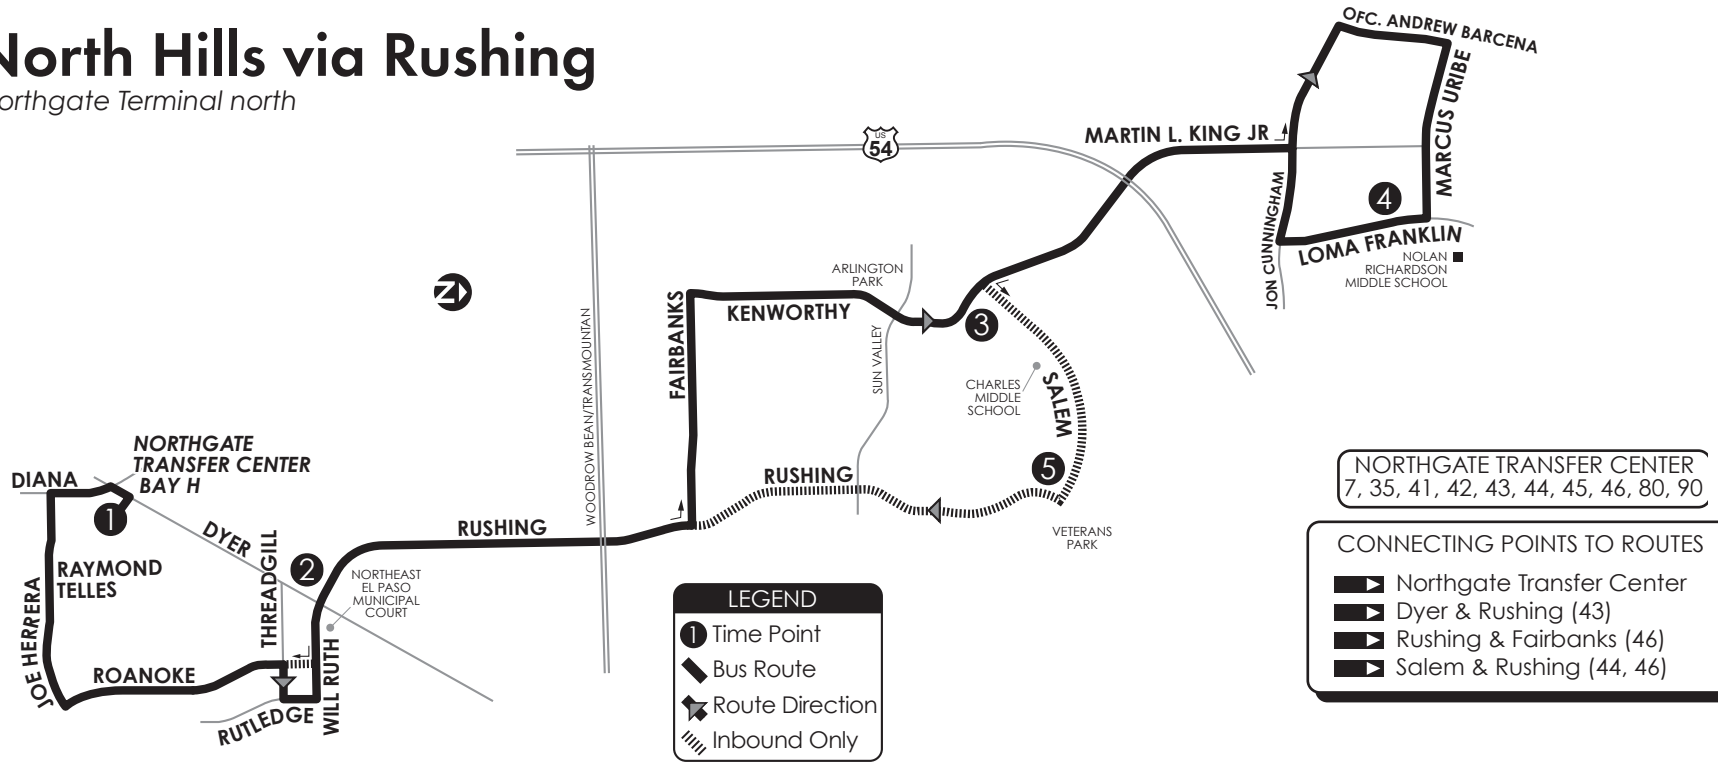 North Hills via Rushing
orthgate Terminal north
OFC. ANDREW BARCENA
MARCUS URIBE
US
54
MARTIN L. KING JR
JON CUNNINGHAM
4
LOMA FRANKLIN
NOLAN
RICHARDSON
MIDDLE SCHOOL
Z
ARLINGTON
PARK
KENWORTHY
FAIRBANKS
3
SUN VALLEY
WOODROW BEAN/TRANSMOUNTAIN
CHARLES
MIDDLE
SCHOOL
SALEM
5
RUSHING
VETERANS
PARK
NORTHGATE
TRANSFER CENTER
BAY H
DIANA
1
DYER
THREADGILL
2
RUSHING
RAYMOND
TELLES
JOE HERRERA
NORTHEAST
EL PASO
MUNICIPAL
COURT
ROANOKE
RUTLEDGE
WILL RUTH
LEGEND
1 Time Point
Bus Route
Route Direction
Inbound Only
NORTHGATE TRANSFER CENTER
7, 35, 41, 42, 43, 44, 45, 46, 80, 90
CONNECTING POINTS TO ROUTES
Northgate Transfer Center
Dyer & Rushing (43)
Rushing & Fairbanks (46)
Salem & Rushing (44, 46)